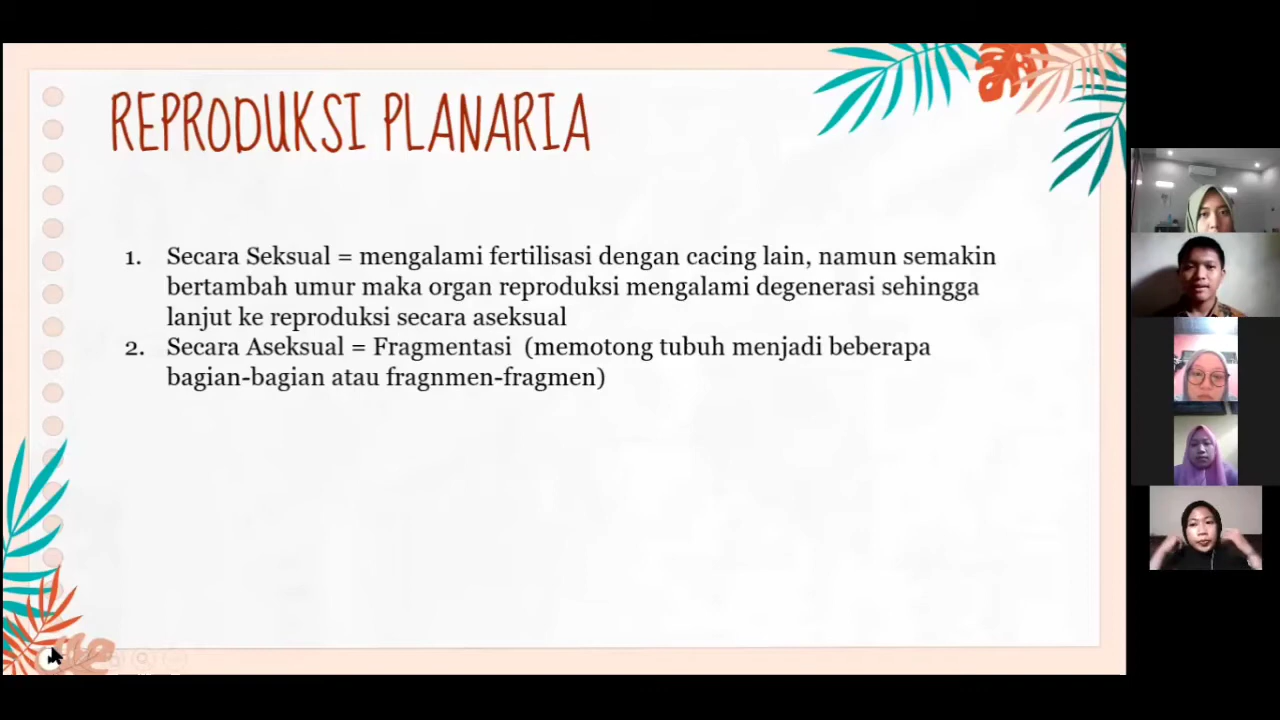 REPRODUKSI PLANARIA
1. Secara Seksual = mengalami fertilisasi dengan cacing lain, namun semakin
bertambah umur maka organ reproduksi mengalami degenerasi sehingga
lanjut ke reproduksi secara aseksual
2. Secara Aseksual = Fragmentasi (memotong tubuh menjadi beberapa
bagian-bagian atau fragnmen-fragmen)